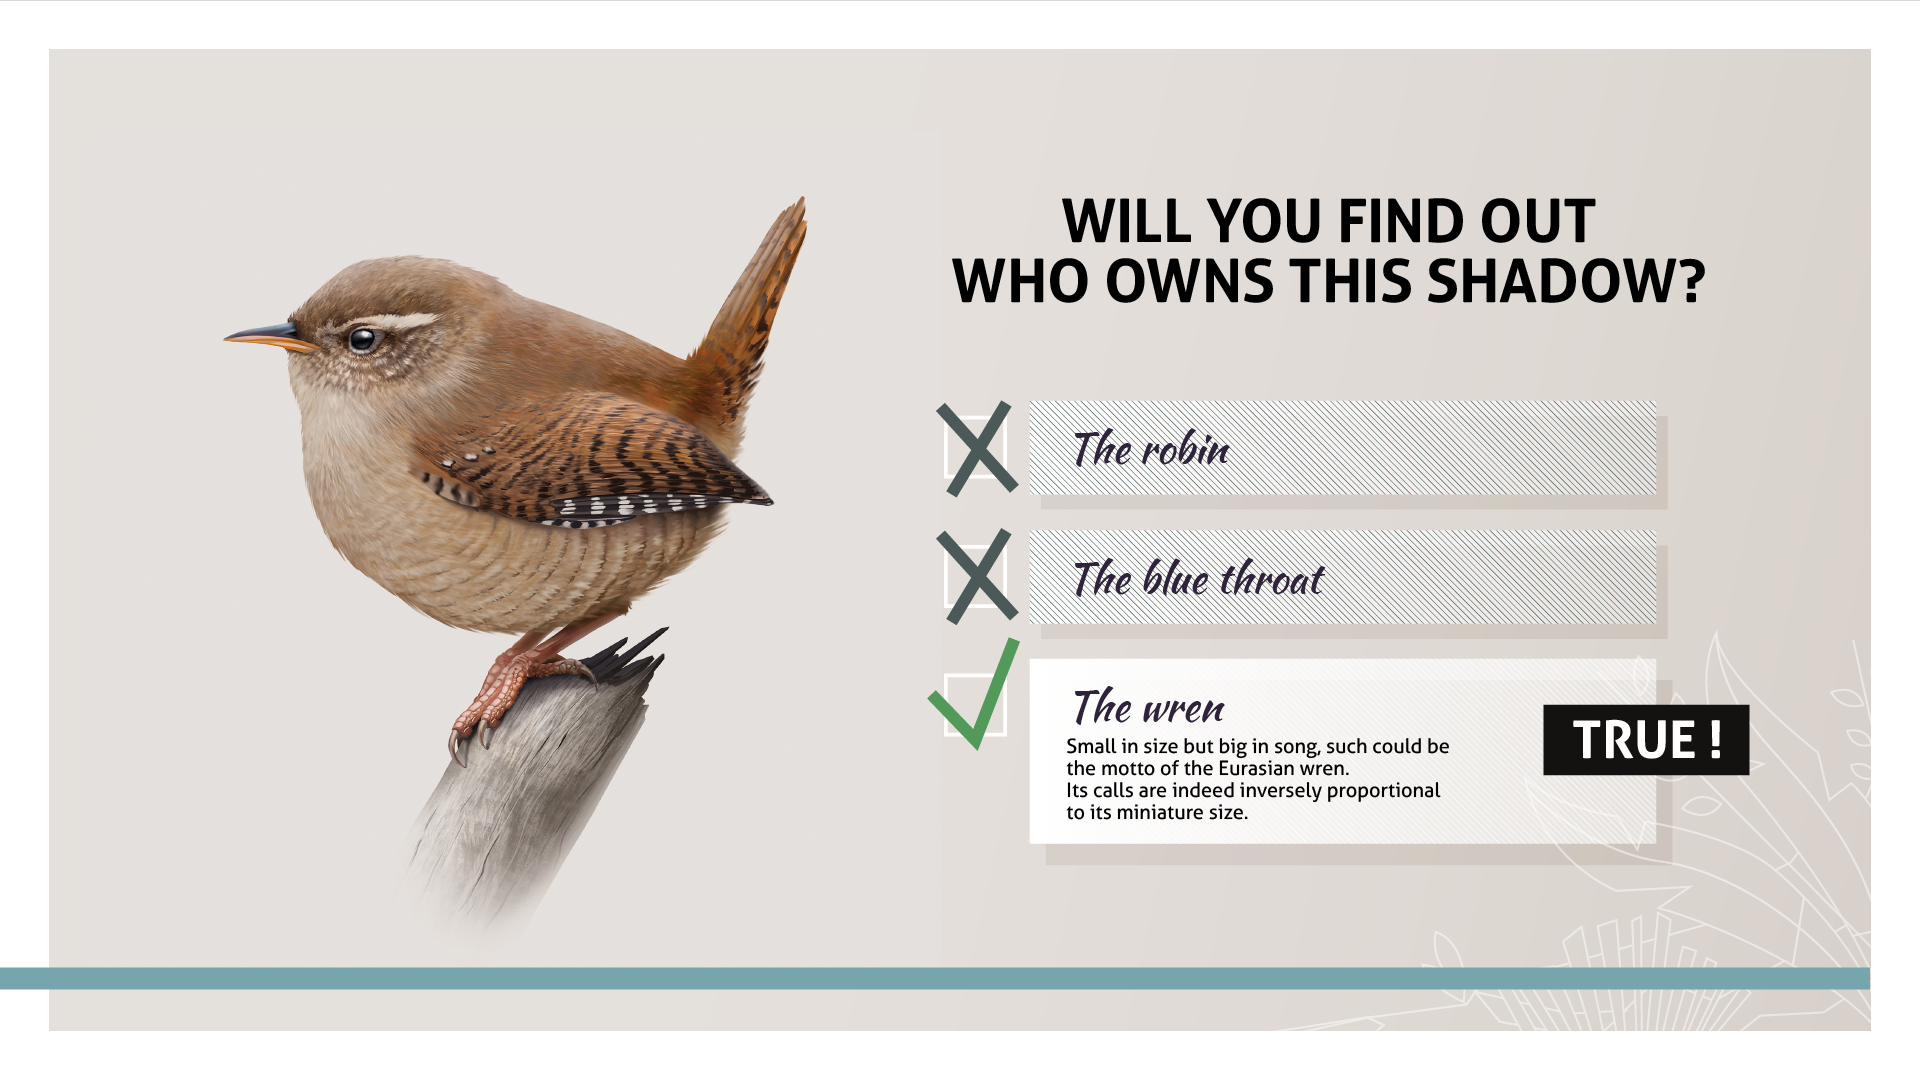 WILL YOU FIND OUT
WHO OWNS THIS SHADOW?
The robin
The blue throat
The wren
Small in size but big in song, such could be
the motto of the Eurasian wren.
Its calls are indeed inversely proportional
to its miniature size.
TRUE !